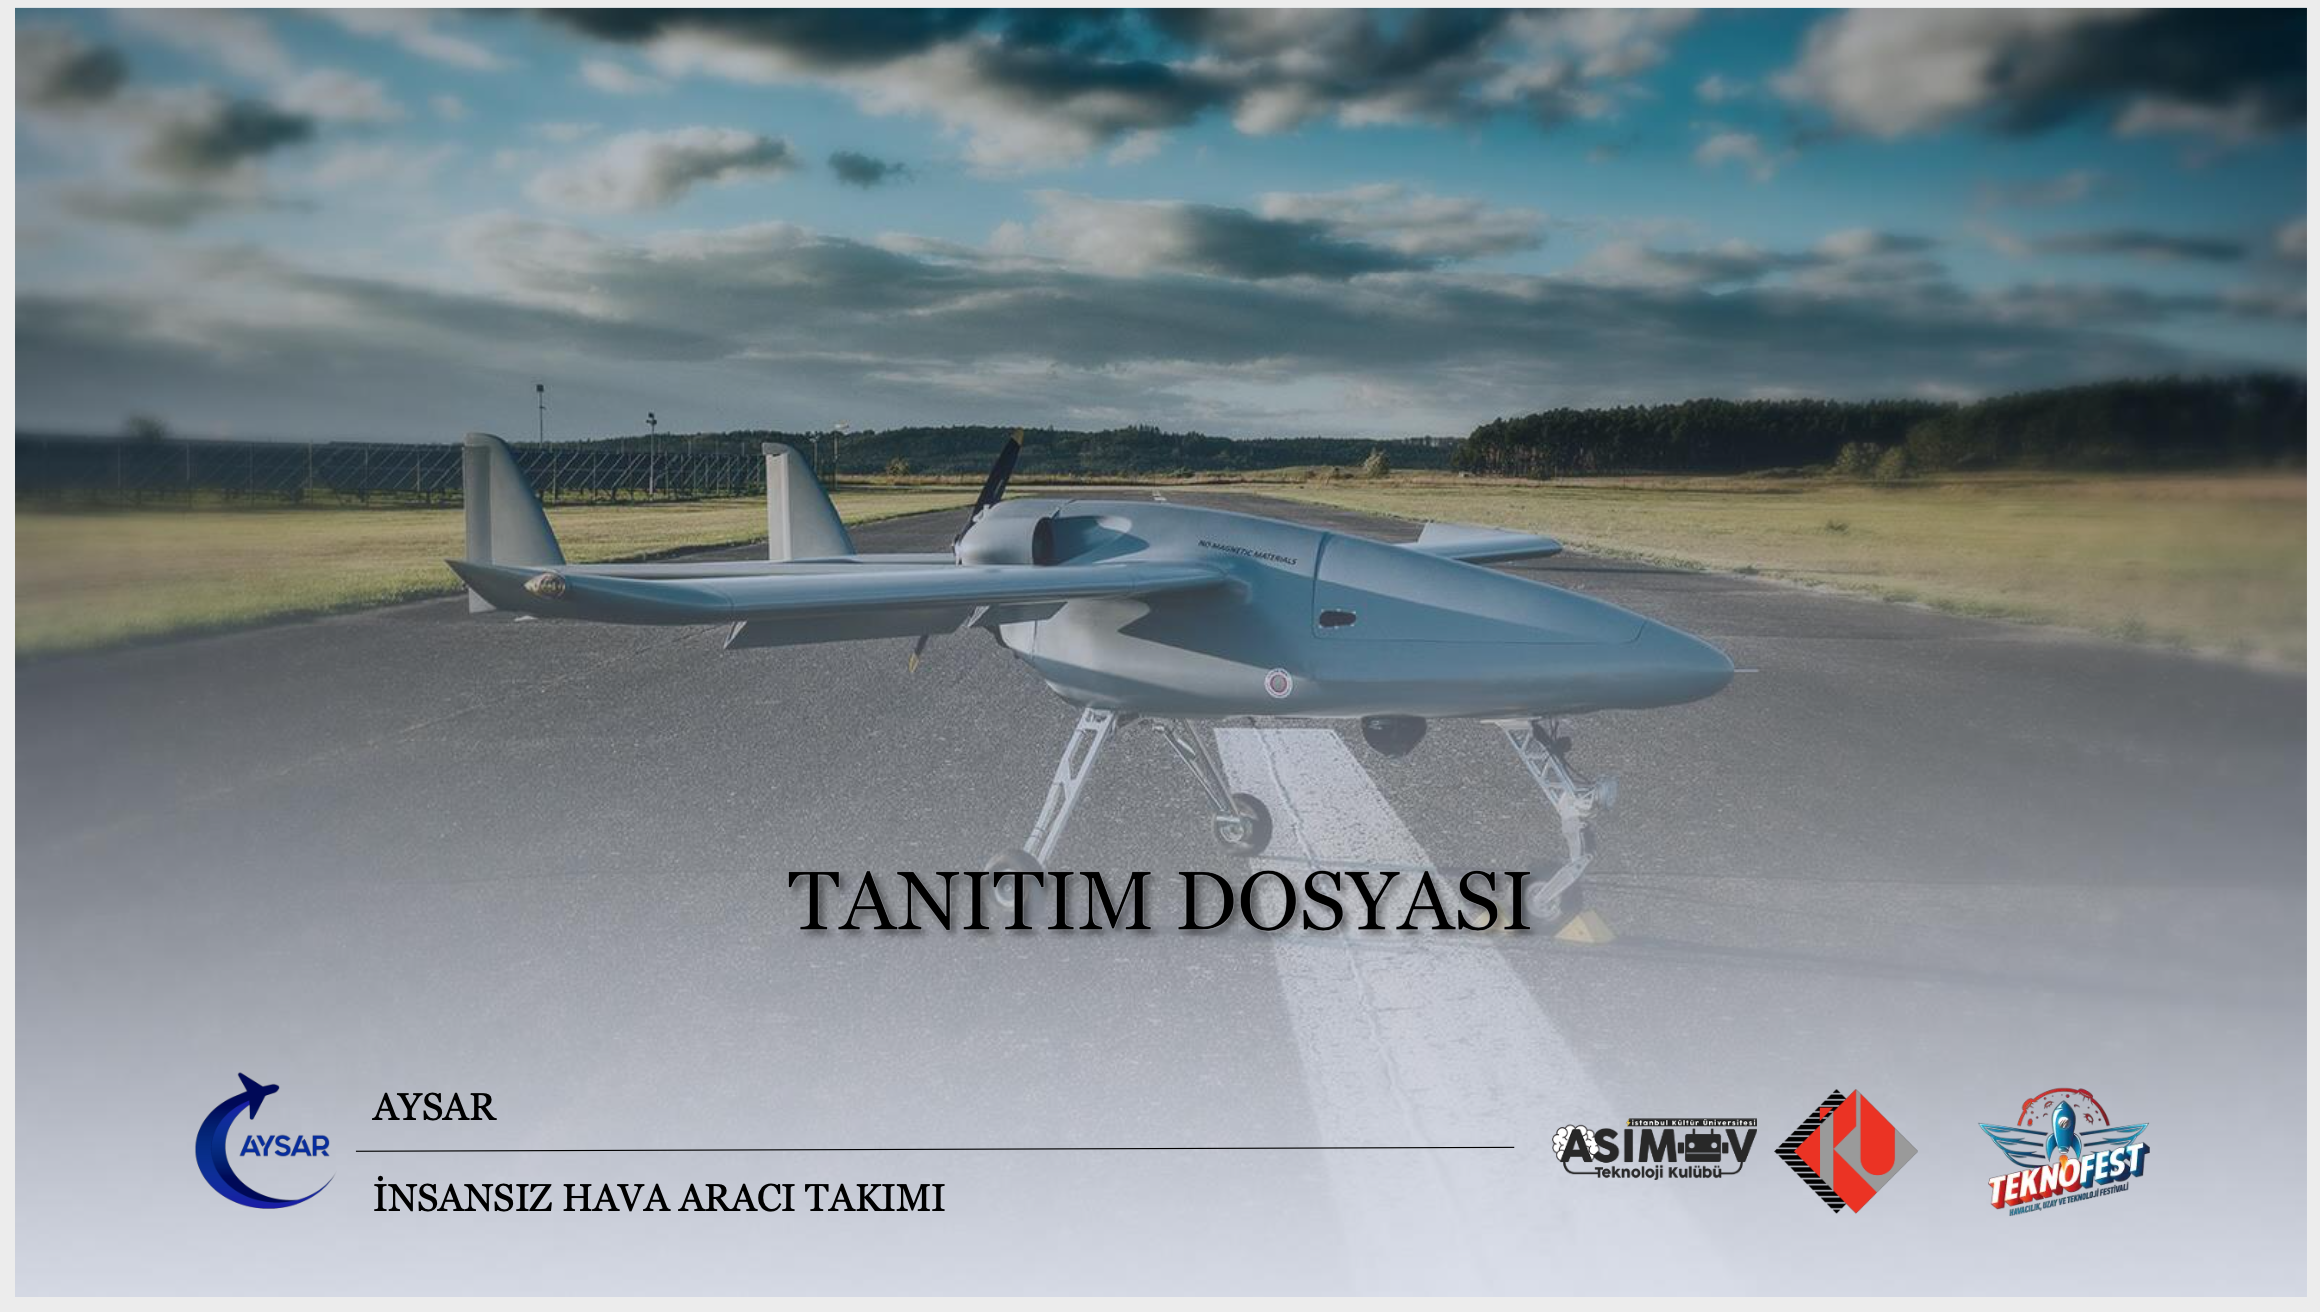 NO MAGNETIC MATERIALS
TANITIM DOSYASI
AYSAR
AYSAR
İNSANSIZ HAVA ARACI TAKIMI
istanbul Kültür Üniversitesi
ASIMOV
Teknoloji Kulübü
TEKNOFEST
HAVACILIK, UZAY VE TEKNOLOJİ FESTİVALİ